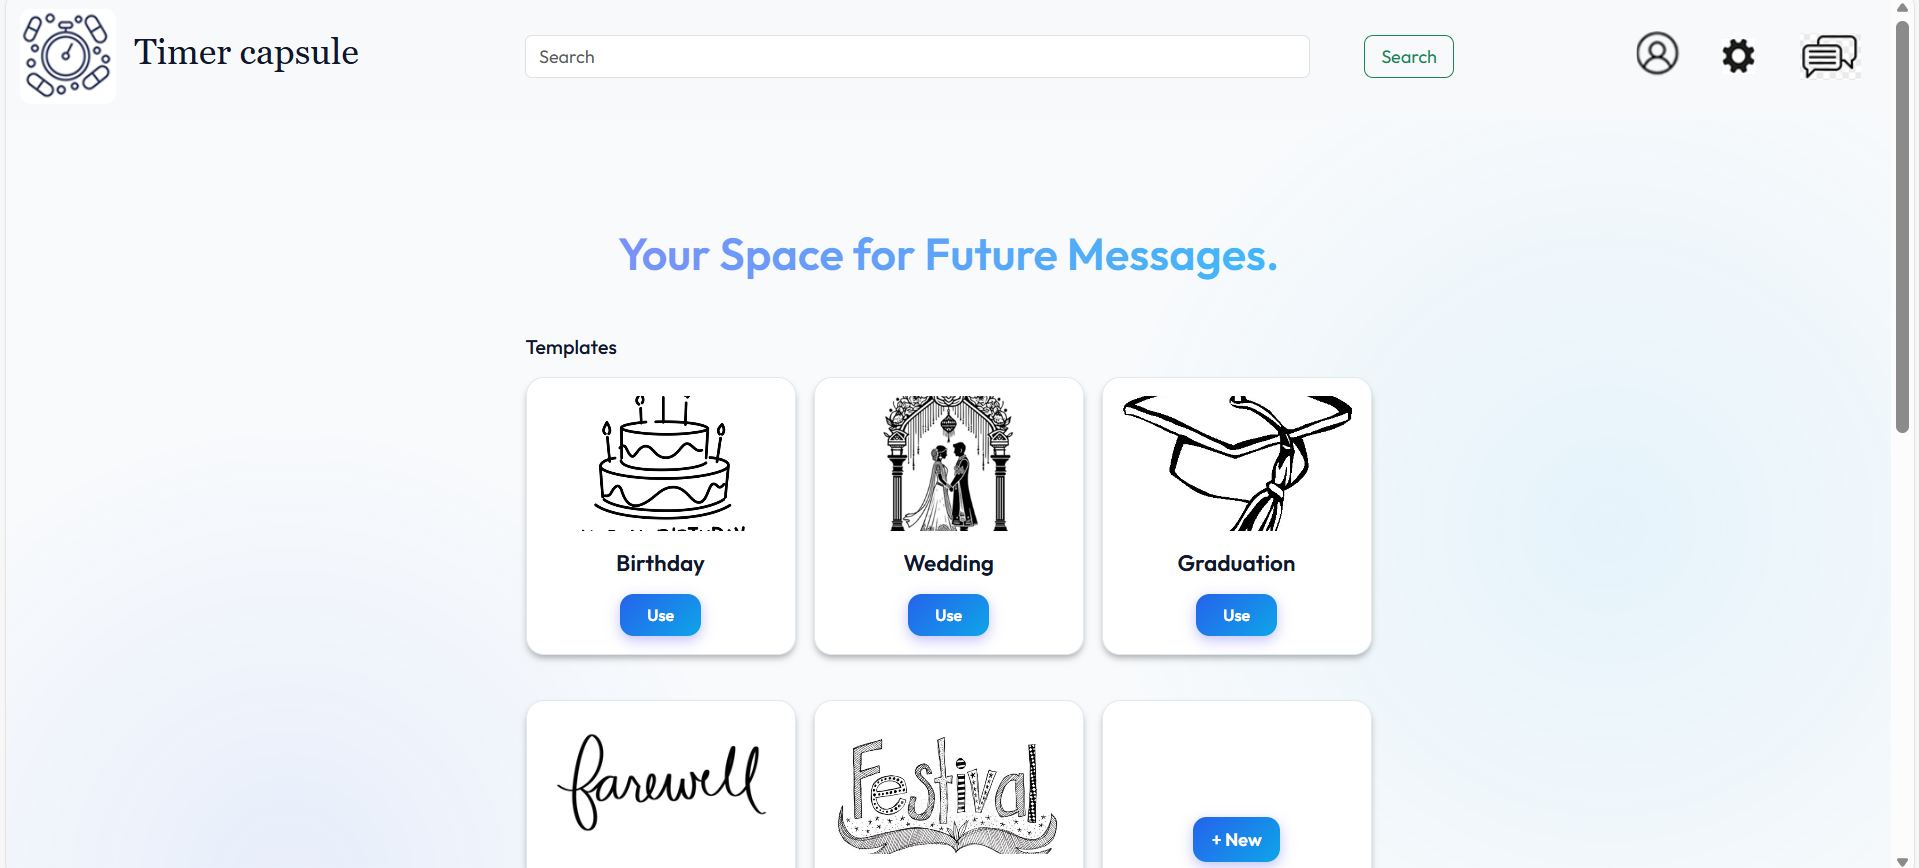 Timer capsule
Search
Search
Your Space for Future Messages.
Templates
Birthday
Wedding
Graduation
Use
Use
Use
farewell
Festival
+ New